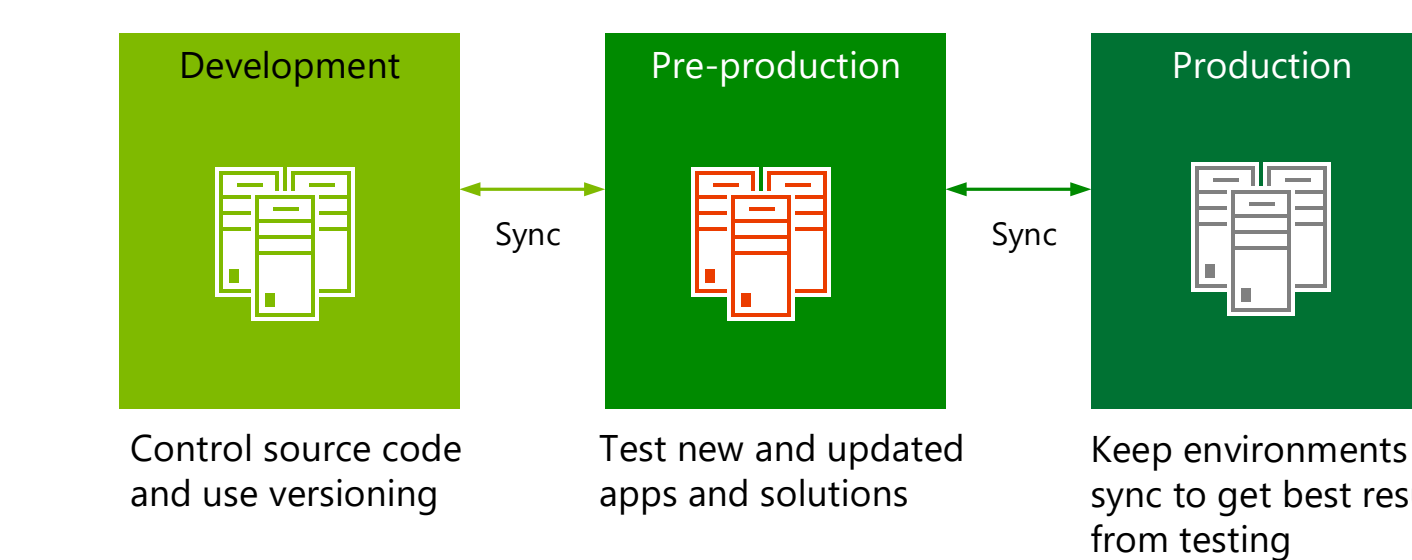 Development
Pre-production
Production
Sync
Sync
Control source code
and use versioning
Test new and updated
apps and solutions
Keep environments
sync to get best
from testing